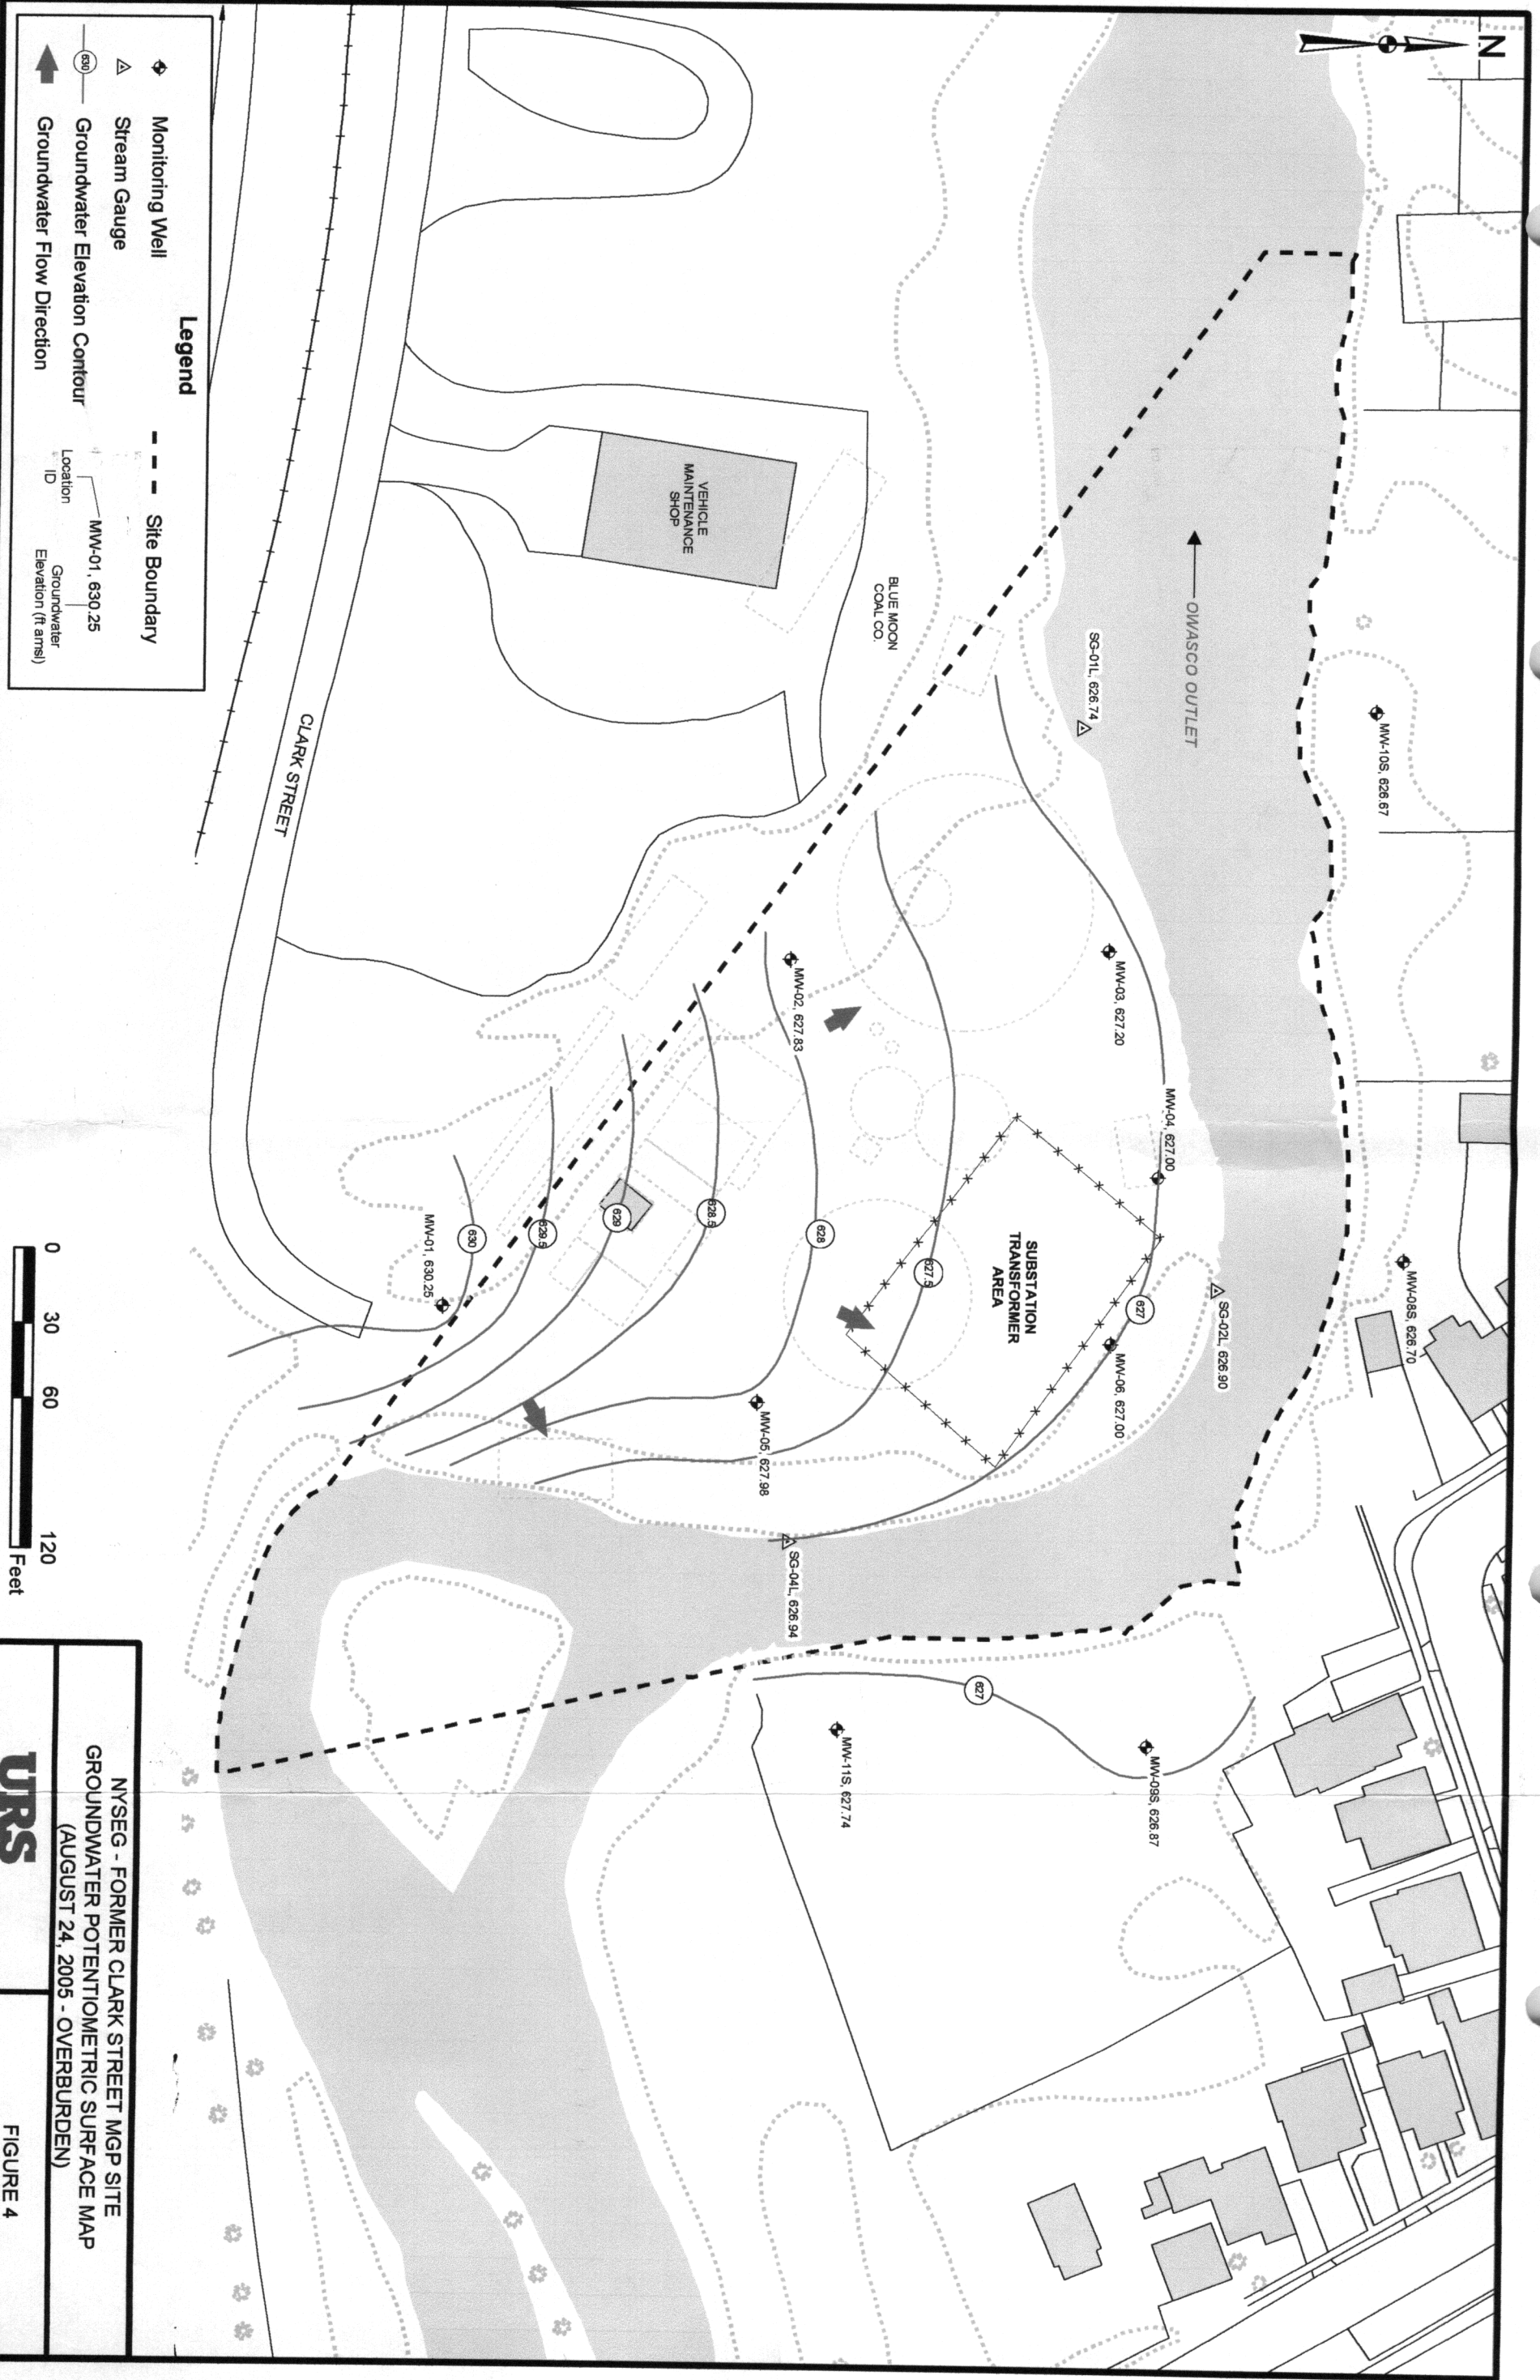 N
OWASCO OUTLET
SG-01L, 626.74
MW-10S, 626.67
MW-08S, 626.70
SG-02L, 626.90
MW-03, 627.20
MW-04, 627.00
MW-06, 627.00
627
SUBSTATION
TRANSFORMER
AREA
627.5
MW-02, 627.83
628
MW-05, 627.98
SG-04L, 626.94
628.5
629
629.5
630
MW-01, 630.25
627
MW-09S, 626.87
MW-11S, 627.74
BLUE MOON
COAL CO.
VEHICLE
MAINTENANCE
SHOP
CLARK STREET
Legend
Monitoring Well
Stream Gauge
630
Groundwater Elevation Contour
Groundwater Flow Direction
Site Boundary
MW-01, 630.25
Location
ID
Groundwater
Elevation (ft amsl)
0 30 60 120
Feet
NYSEG - FORMER CLARK STREET MGP SITE
GROUNDWATER POTENTIOMETRIC SURFACE MAP
(AUGUST 24, 2005 - OVERBURDEN)
URS
FIGURE 4